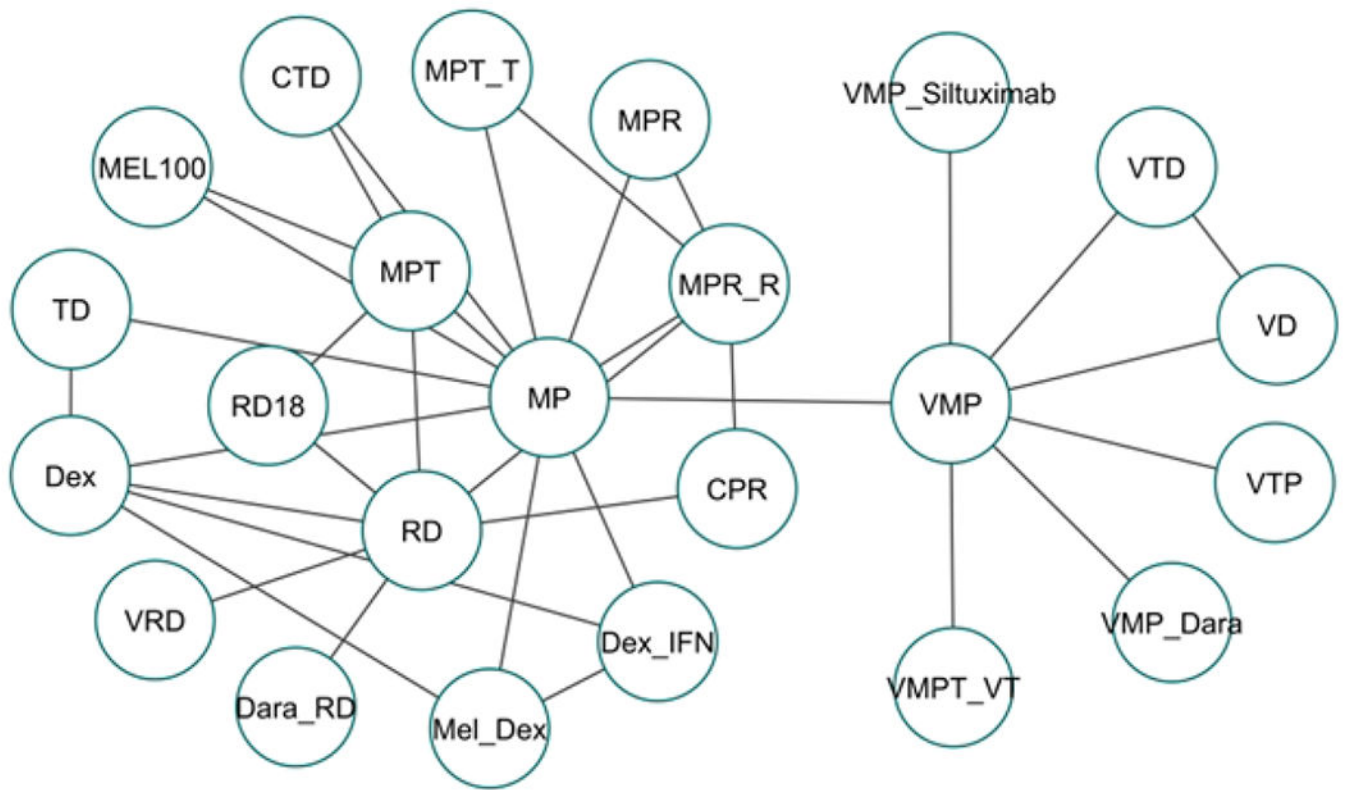 CTD
MPT_T
MPR
VMP_Siltuximab
MEL100
VTD
MPT
MPR_R
TD
VD
RD18
MP
VMP
Dex
CPR
VTP
RD
VRD
Dex_IFN
VMP_Dara
Dara_RD
Mel_Dex
VMPT_VT